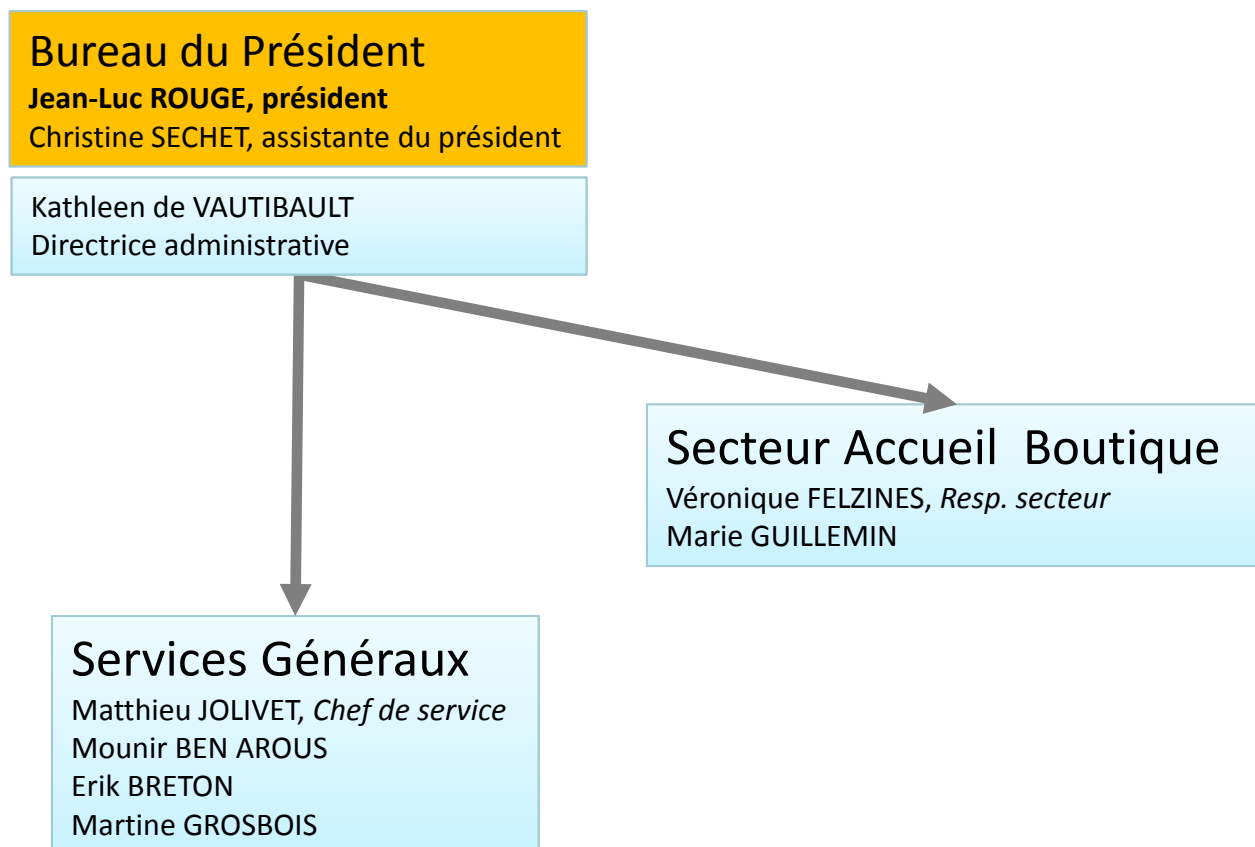 Bureau du Président
Jean-Luc ROUGE, président
Christine SECHET, assistante du président
Kathleen de VAUTIBAULT
Directrice administrative
Secteur Accueil  Boutique
Véronique FELZINES, Resp. secteur
Marie GUILLEMIN
Services Généraux
Matthieu JOLIVET, Chef de service
Mounir BEN AROUS
Erik BRETON
Martine GROSBOIS